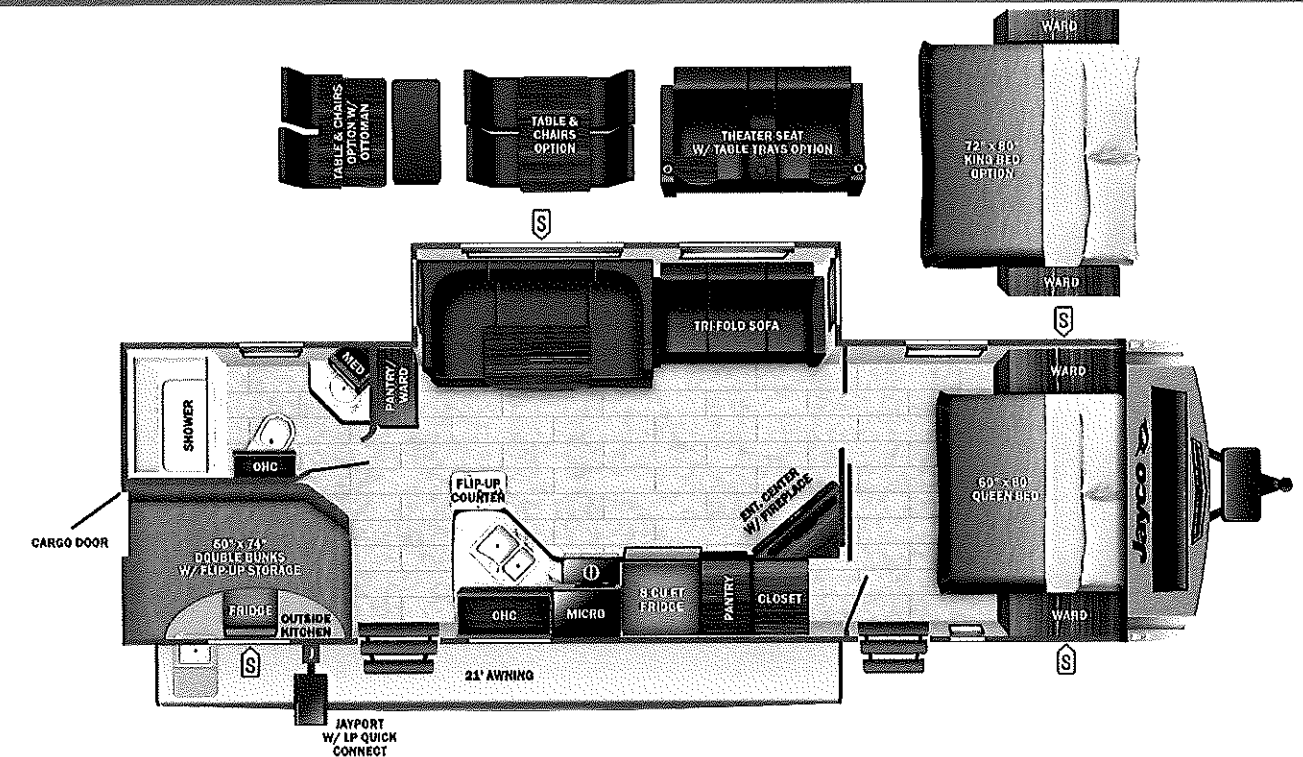 WARD
TABLE & CHAIRS
OPTION W/
OTTOMAN
TABLE &
CHAIRS
OPTION
THEATER SEAT
W/ TABLE TRAYS OPTION
72" x 80"
KING BED
OPTION
WARD
S
S
TRI-FOLD SOFA
MED
PANTRY/
WARD
WARD
SHOWER
OHC
FLIP-UP
COUNTER
ENT. CENTER
W/ FIREPLACE
60" x 80"
QUEEN BED
Jayco
CARGO DOOR
60" x 74"
DOUBLE BUNKS
W/ FLIP-UP STORAGE
FRIDGE
OUTSIDE
KITCHEN
OHC
MICRO
8 CU FT.
FRIDGE
PANTRY
CLOSET
WARD
S
S
21' AWNING
JAYPORT
W/ LP QUICK
CONNECT